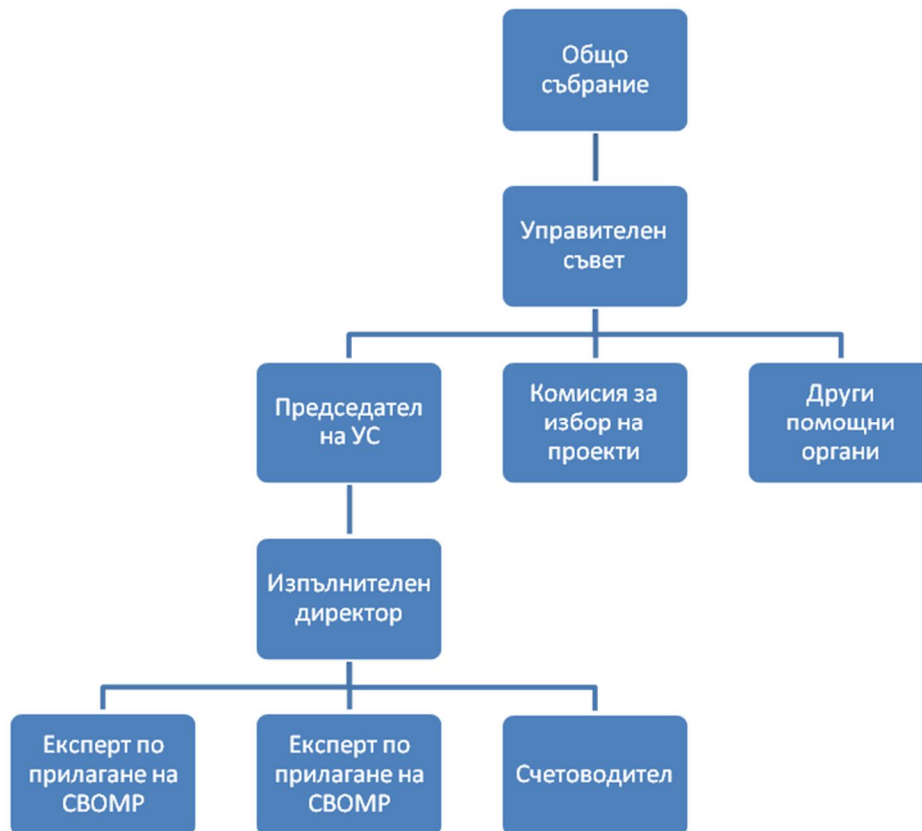 Общо
събрание
Управителен
съвет
Председател
на УС
Комисия за
избор на
проекти
Други
помощни
органи
Изпълнителен
директор
Експерт по
прилагане на
СВОМР
Експерт по
прилагане на
СВОМР
Счетоводител